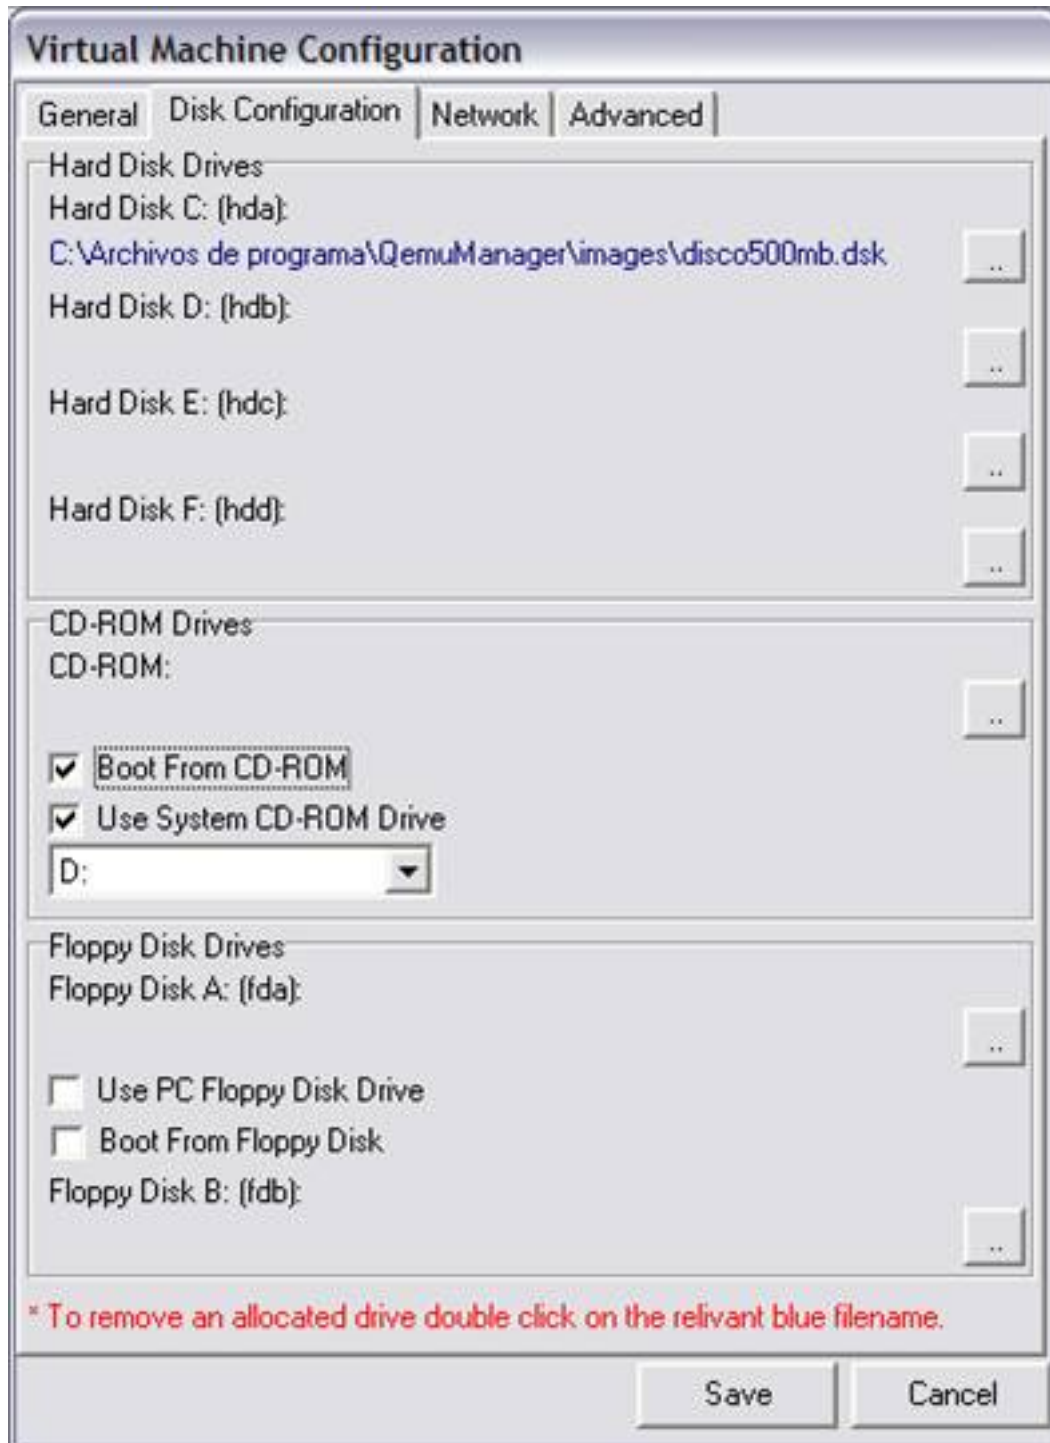 Virtual Machine Configuration
General Disk Configuration Network Advanced
Hard Disk Drives
Hard Disk C: (hda):
C:\Archivos de programa\QemuManager\images\disco500mb.dsk
..
Hard Disk D: (hdb):
..
Hard Disk E: (hdc):
..
Hard Disk F: (hdd):
..
CD-ROM Drives
CD-ROM:
..
Boot From CD-ROM
Use System CD-ROM Drive
D:
Floppy Disk Drives
Floppy Disk A: (fda):
..
Use PC Floppy Disk Drive
Boot From Floppy Disk
Floppy Disk B: (fdb):
..
* To remove an allocated drive double click on the relivant blue filename.
Save Cancel